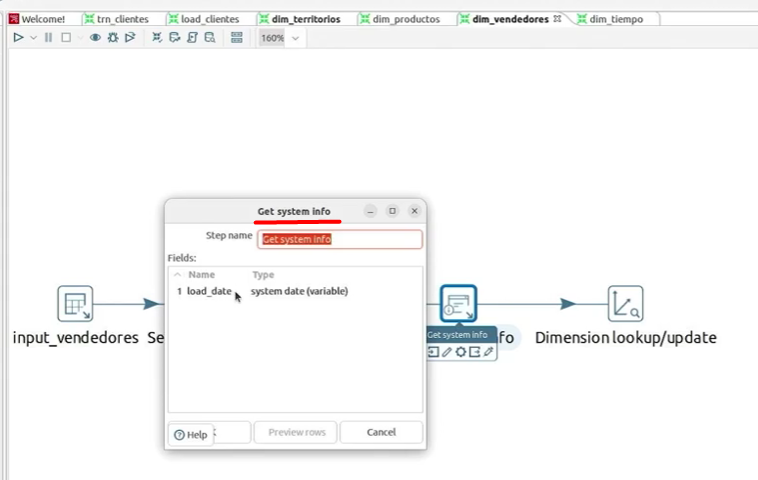 Welcome!
trn_clientes
load_clientes
dim_territorios
dim_productos
dim_vendedores
dim_tiempo
160%
Get system info
Step name
Get system info
Fields:
Name
Type
1 load_date
system date (variable)
input_vendedores
Se
Get system info
fo
Dimension lookup/update
Help
Preview rows
Cancel